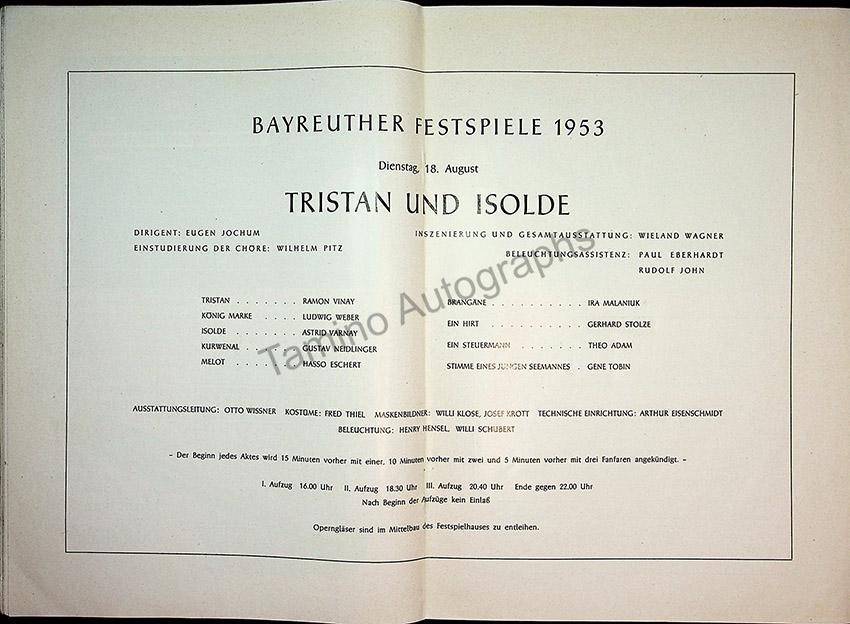 BAYREUTHER FESTSPIELE 1953
Dienstag, 18. August
TRISTAN UND ISOLDE
DIRIGENT: EUGEN JOCHUM
EINSTUDIERUNG DER CHÖRE: WILHELM PITZ
INSZENIERUNG UND GESAMTAUSSTATTUNG: WIELAND WAGNER
BELEUCHTUNGSASSISTENZ: PAUL EBERHARDT
RUDOLF JOHN
TRISTAN . . . . . . . RAMON VINAY
KÖNIG MARKE . . . . LUDWIG WEBER
ISOLDE . . . . . . . ASTRID VARNAY
KURWENAL . . . . . . GUSTAV NEIDLINGER
MELOT . . . . . . . HASSO ESCHERT
BRANGÄNE . . . . . . . . . . IRA MALANIUK
EIN HIRT . . . . . . . . . . GERHARD STOLZE
EIN STEUERMANN . . . . . . . THEO ADAM
STIMME EINES JUNGEN SEEMANNES . GENE TOBIN
AUSSTATTUNGSLEITUNG: OTTO WISSNER KOSTÜME: FRED THIEL MASKENBILDNER: WILLI KLOSE, JOSEF KROTT TECHNISCHE EINRICHTUNG: ARTHUR EISENSCHMIDT
BELEUCHTUNG: HENRY HENSEL, WILLI SCHUBERT
– Der Beginn jedes Aktes wird 15 Minuten vorher mit einer, 10 Minuten vorher mit zwei und 5 Minuten vorher mit drei Fanfaren angekündigt. –
I. Aufzug 16.00 Uhr II. Aufzug 18.30 Uhr III. Aufzug 20.40 Uhr Ende gegen 22.00 Uhr
Nach Beginn der Aufzüge kein Einlaß
Operngläser sind im Mittelbau des Festspielhauses zu entleihen.
Tamino Autographs